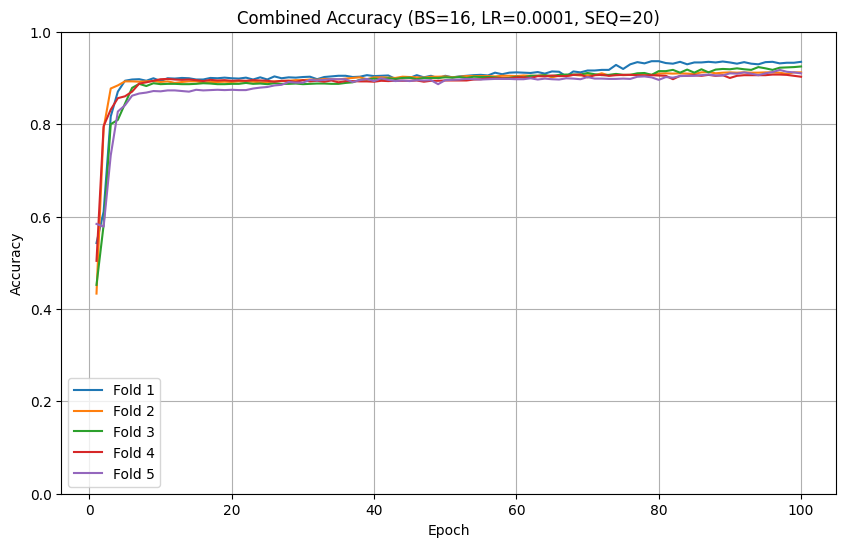 Combined Accuracy (BS=16, LR=0.0001, SEQ=20)
1.0
0.8
0.6
0.4
0.2
0.0
Accuracy
Fold 1
Fold 2
Fold 3
Fold 4
Fold 5
0 20 40 60 80 100
Epoch